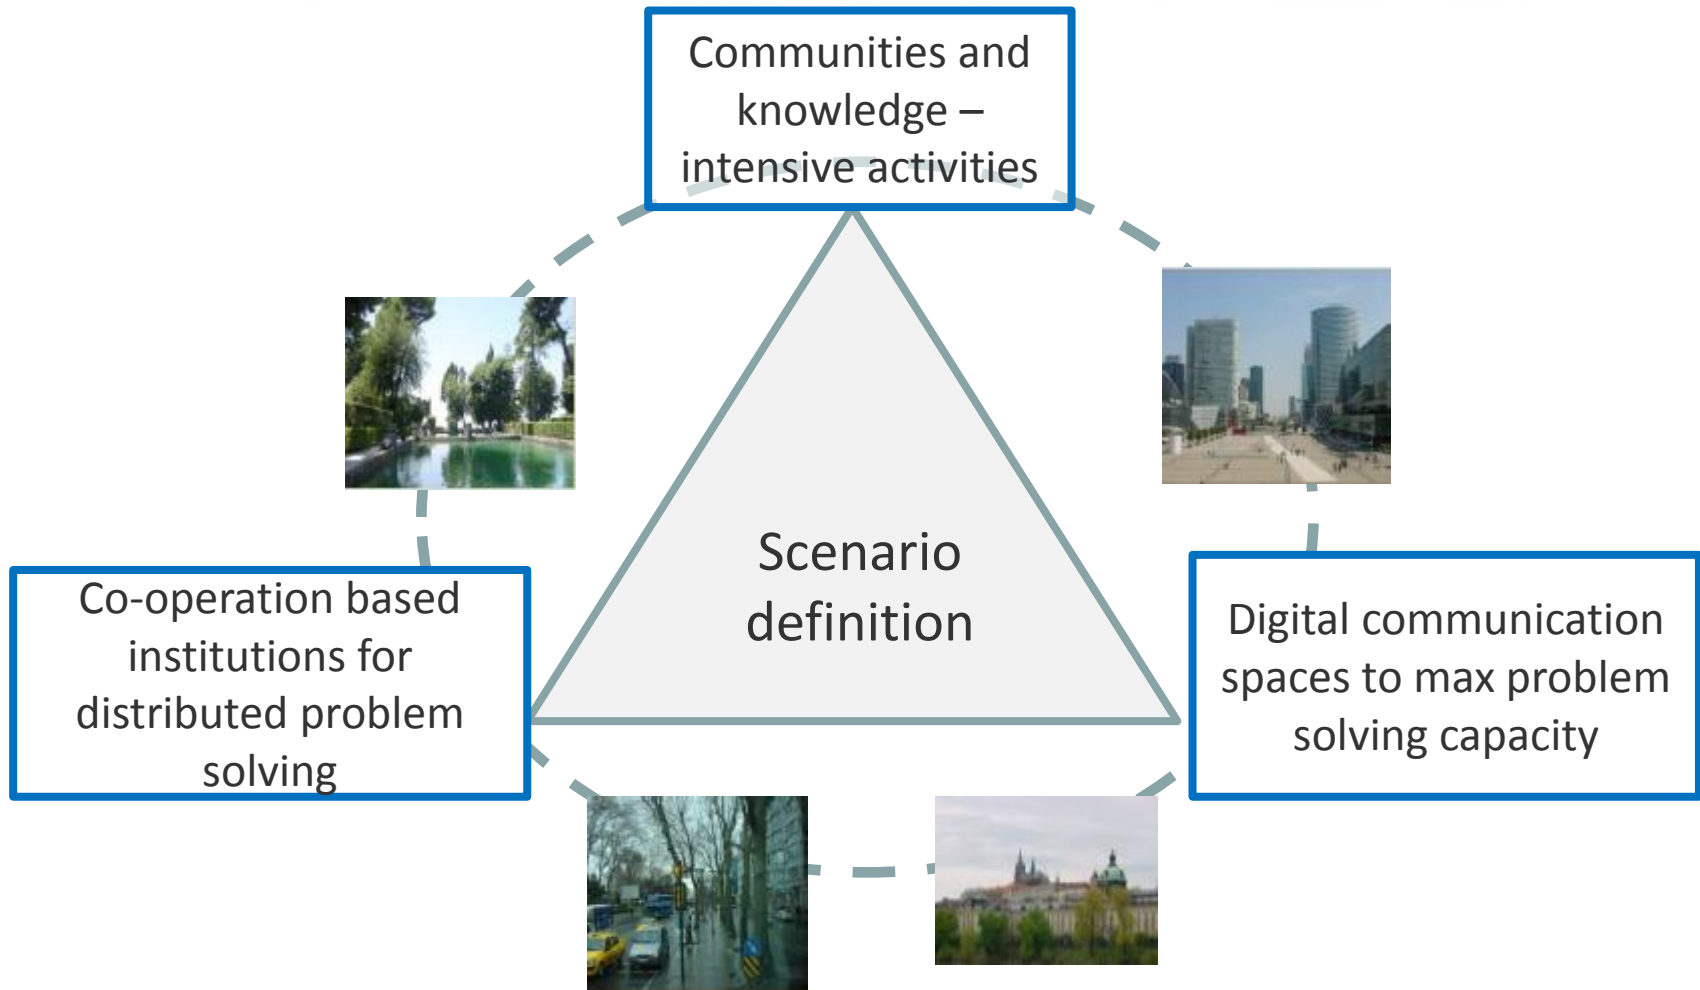 Communities and
knowledge –
intensive activities
Scenario
definition
Co-operation based
institutions for
distributed problem
solving
Digital communication
spaces to max problem
solving capacity